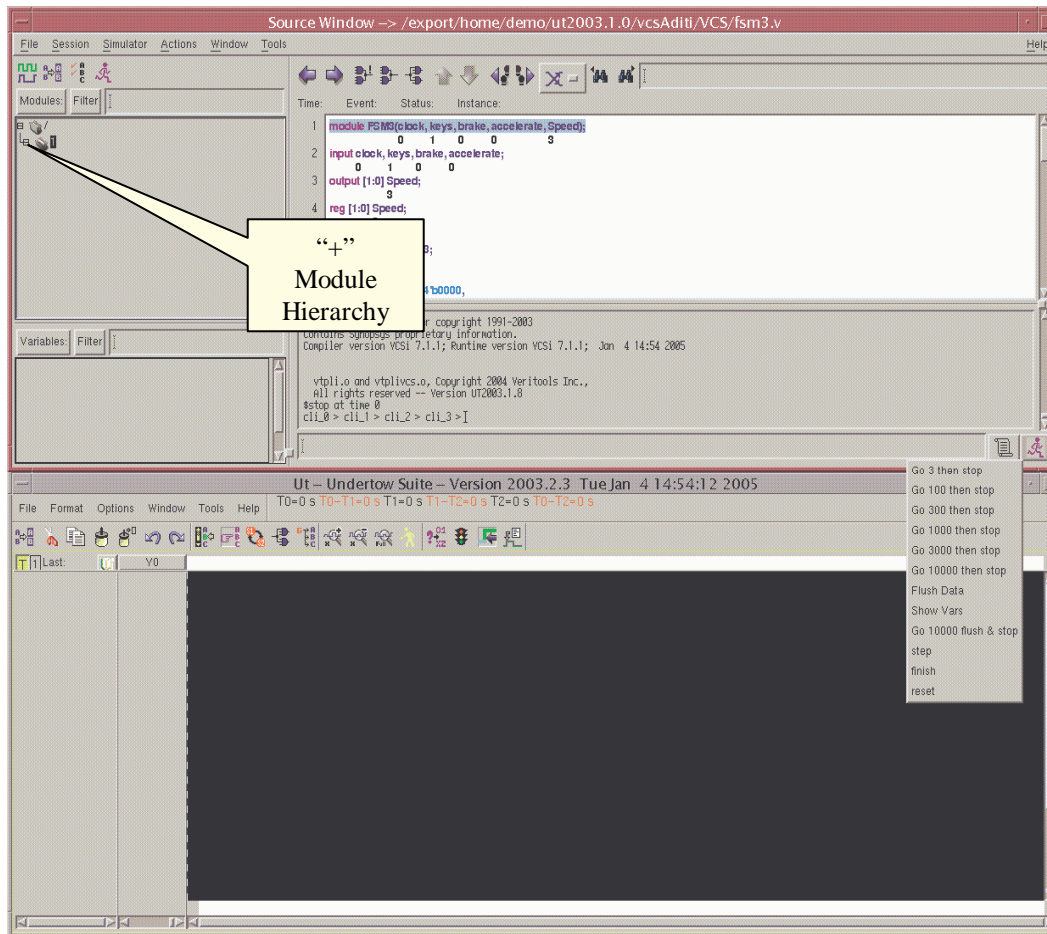 Source Window –> /export/home/demo/ut2003.1.0/vcsAditi/VCS/fsm3.v
File Session Simulator Actions Window Tools Help
Modules: Filter
Time: Event: Status: Instance:
/
1 module FSM3(clock, keys, brake, accelerate, Speed);
0 1 0 0 3
2 input clock, keys, brake, accelerate;
0 1 0 0
3 output [1:0] Speed;
3
4 reg [1:0] Speed;
3;
4'b0000,
“+”
Module
Hierarchy
r copyright 1991-2003
Contains Synopsys proprietary information.
Compiler version VCSi 7.1.1; Runtime version VCSi 7.1.1; Jan 4 14:54 2005
vtpli.o and vtplivcs.o, Copyright 2004 Veritools Inc.,
All rights reserved -- Version UT2003.1.8
$stop at time 0
cli_0 > cli_1 > cli_2 > cli_3 >
Variables: Filter
Ut – Undertow Suite – Version 2003.2.3 Tue Jan 4 14:54:12 2005
File Format Options Window Tools Help
T0=0 s T0-T1=0 s T1=0 s T1-T2=0 s T2=0 s T0-T2=0 s
T 1 Last: Y0
Go 3 then stop
Go 100 then stop
Go 300 then stop
Go 1000 then stop
Go 3000 then stop
Go 10000 then stop
Flush Data
Show Vars
Go 10000 flush & stop
step
finish
reset